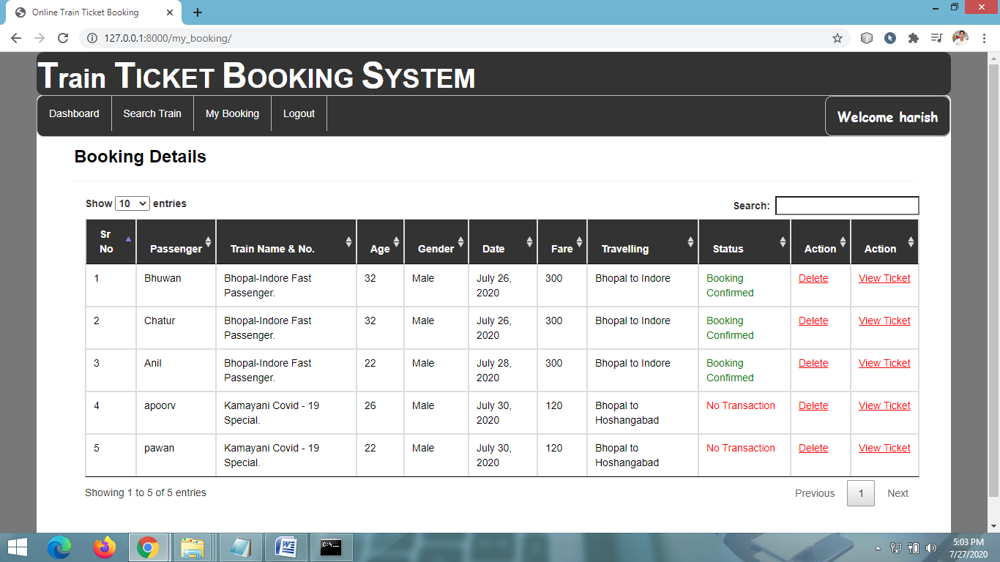 Online Train Ticket Booking
127.0.0.1:8000/my_booking/
Train TICKET BOOKING SYSTEM
Dashboard Search Train My Booking Logout Welcome harish
Booking Details
Show 10 entries Search:
Sr No Passenger Train Name & No. Age Gender Date Fare Travelling Status Action Action
1 Bhuwan Bhopal-Indore Fast Passenger. 32 Male July 26, 2020 300 Bhopal to Indore Booking Confirmed Delete View Ticket
2 Chatur Bhopal-Indore Fast Passenger. 32 Male July 26, 2020 300 Bhopal to Indore Booking Confirmed Delete View Ticket
3 Anil Bhopal-Indore Fast Passenger. 22 Male July 28, 2020 300 Bhopal to Indore Booking Confirmed Delete View Ticket
4 apoorv Kamayani Covid - 19 Special. 26 Male July 30, 2020 120 Bhopal to Hoshangabad No Transaction Delete View Ticket
5 pawan Kamayani Covid - 19 Special. 22 Male July 30, 2020 120 Bhopal to Hoshangabad No Transaction Delete View Ticket
Showing 1 to 5 of 5 entries Previous 1 Next
5:03 PM
7/27/2020